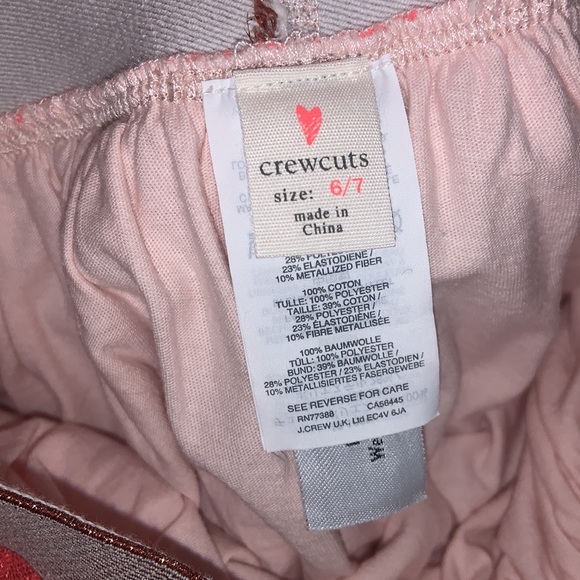 crewcuts
size: 6/7
made in
China
28% POLYESTER /
23% ELASTODIENE /
10% METALLIZED FIBER
100% COTON
TULLE: 100% POLYESTER
TAILLE: 39% COTON /
28% POLYESTER /
23% ÉLASTODIÈNE /
10% FIBRE MÉTALLISÉE
100% BAUMWOLLE
TÜLL: 100% POLYESTER
BUND: 39% BAUMWOLLE /
28% POLYESTER / 23% ELASTODIEN /
10% METALLISIERTES FASERGEWEBE
SEE REVERSE FOR CARE
RN77388 CA56445
J.CREW U.K, Ltd EC4V 6JA